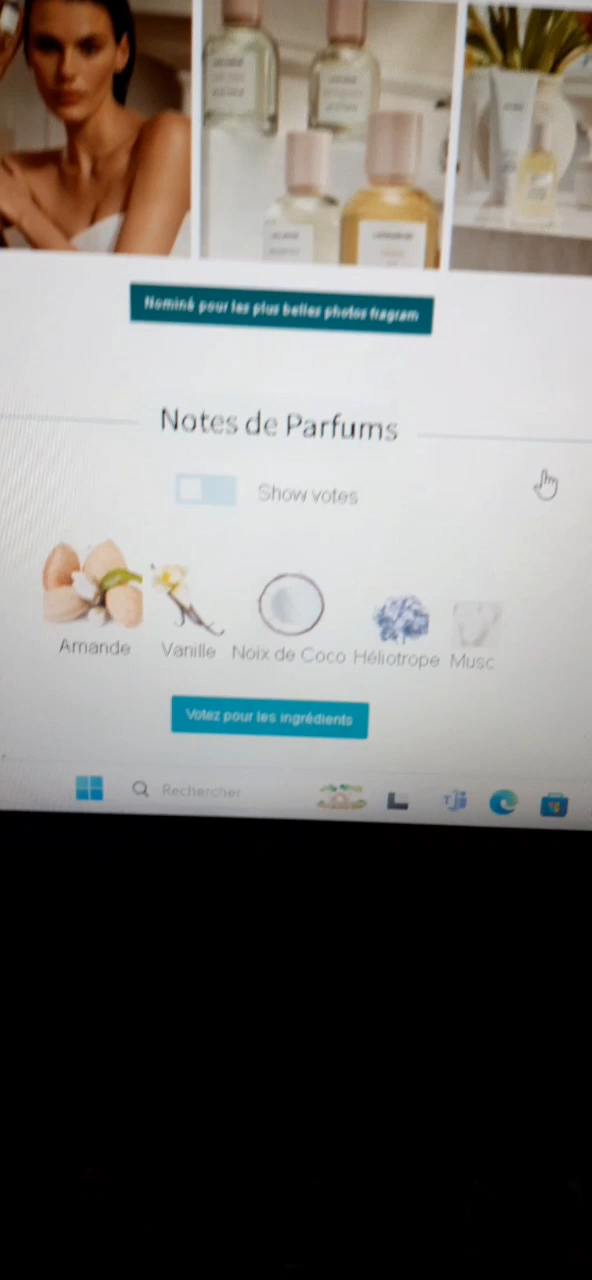 Nominé pour les plus belles photos fragram
Notes de Parfums
Show votes
Amande Vanille Noix de Coco Héliotrope Musc
Votez pour les ingrédients
Rechercher